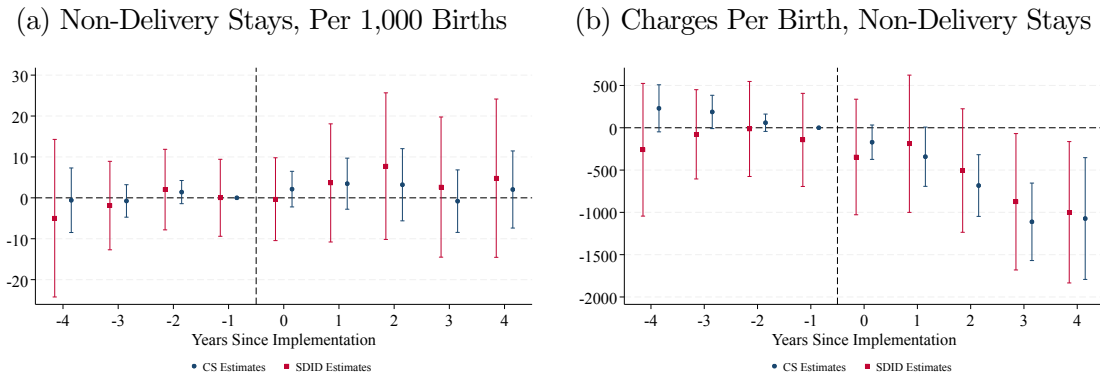 (a) Non-Delivery Stays, Per 1,000 Births
30
20
10
0
-10
-20
-4 -3 -2 -1 0 1 2 3 4
Years Since Implementation
CS Estimates SDID Estimates
(b) Charges Per Birth, Non-Delivery Stays
500
0
-500
-1000
-1500
-2000
-4 -3 -2 -1 0 1 2 3 4
Years Since Implementation
CS Estimates SDID Estimates